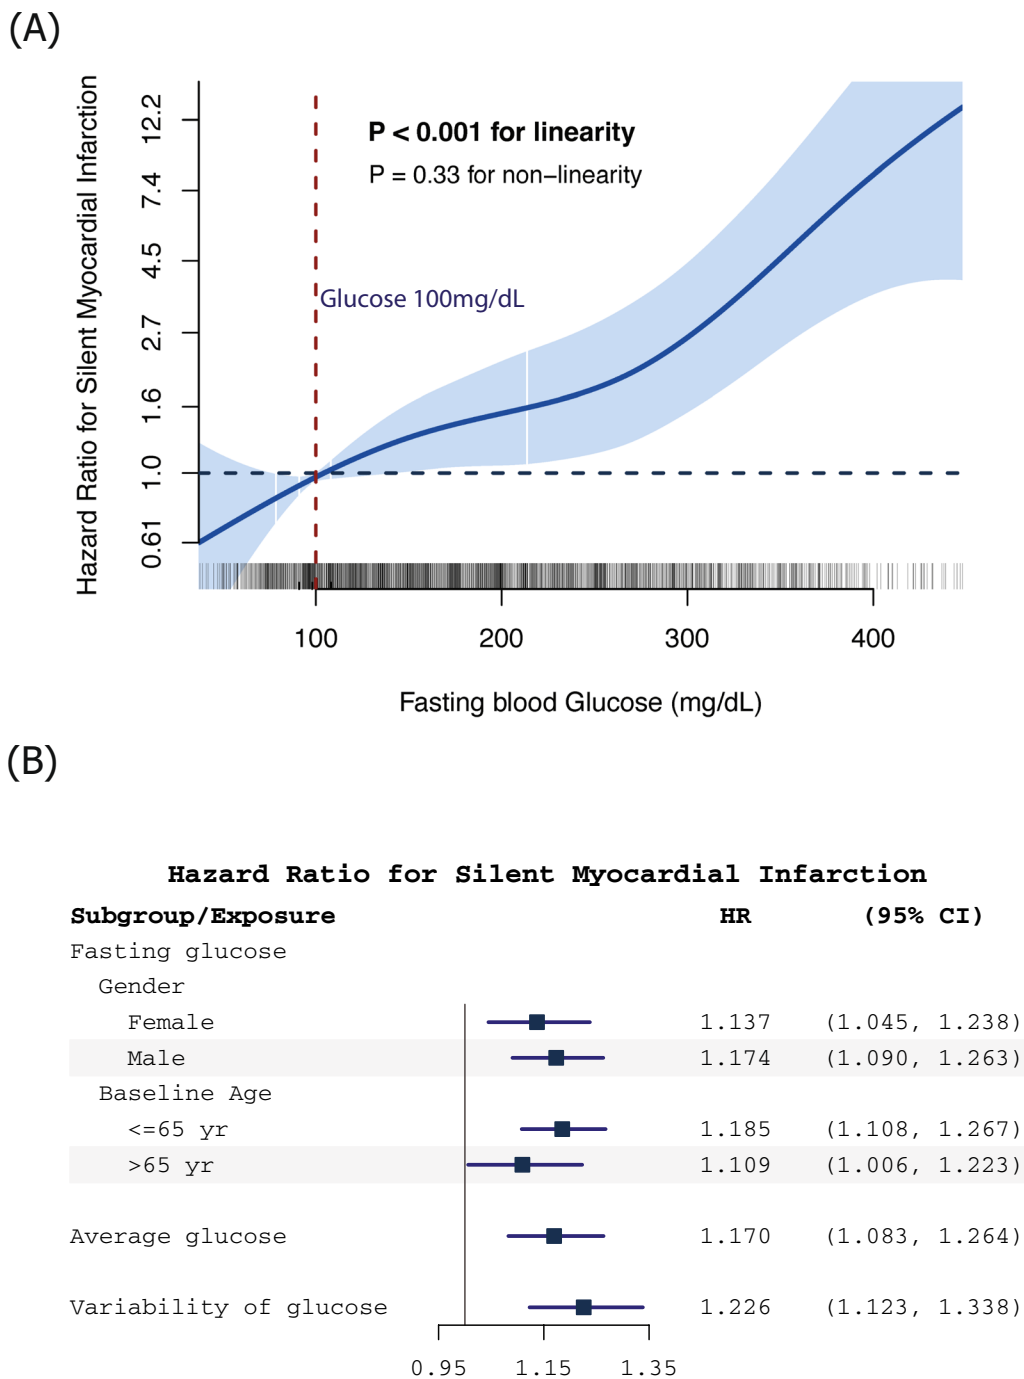 (A)
Hazard Ratio for Silent Myocardial Infarction
12.2
7.4
4.5
2.7
1.6
1.0
0.61
P < 0.001 for linearity
P = 0.33 for non−linearity
Glucose 100mg/dL
100 200 300 400
Fasting blood Glucose (mg/dL)
(B)
Hazard Ratio for Silent Myocardial Infarction
Subgroup/Exposure HR (95% CI)
Fasting glucose
Gender
Female 1.137 (1.045, 1.238)
Male 1.174 (1.090, 1.263)
Baseline Age
<=65 yr 1.185 (1.108, 1.267)
>65 yr 1.109 (1.006, 1.223)
Average glucose 1.170 (1.083, 1.264)
Variability of glucose 1.226 (1.123, 1.338)
0.95 1.15 1.35